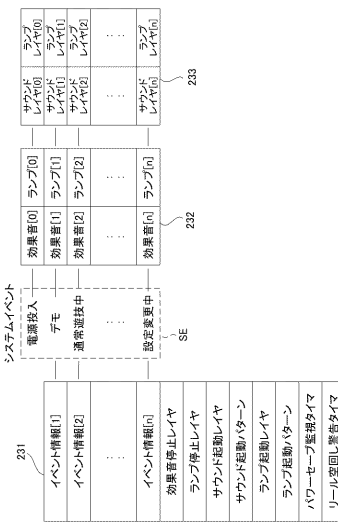 システムイベント
231
イベント情報[1]
イベント情報[2]
: :
イベント情報[n]
効果音停止レイヤ
ランプ停止レイヤ
サウンド起動レイヤ
サウンド起動パターン
ランプ起動レイヤ
ランプ起動パターン
パワーセーブ監視タイマ
リール空回し警告タイマ
電源投入
デモ
通常遊技中
: :
設定変更中
SE
効果音[0] ランプ[0]
効果音[1] ランプ[1]
効果音[2] ランプ[2]
: :
効果音[n] ランプ[n]
232
サウンドレイヤ[0] ランプレイヤ[0]
サウンドレイヤ[1] ランプレイヤ[1]
サウンドレイヤ[2] ランプレイヤ[2]
: : : :
サウンドレイヤ[n] ランプレイヤ[n]
233